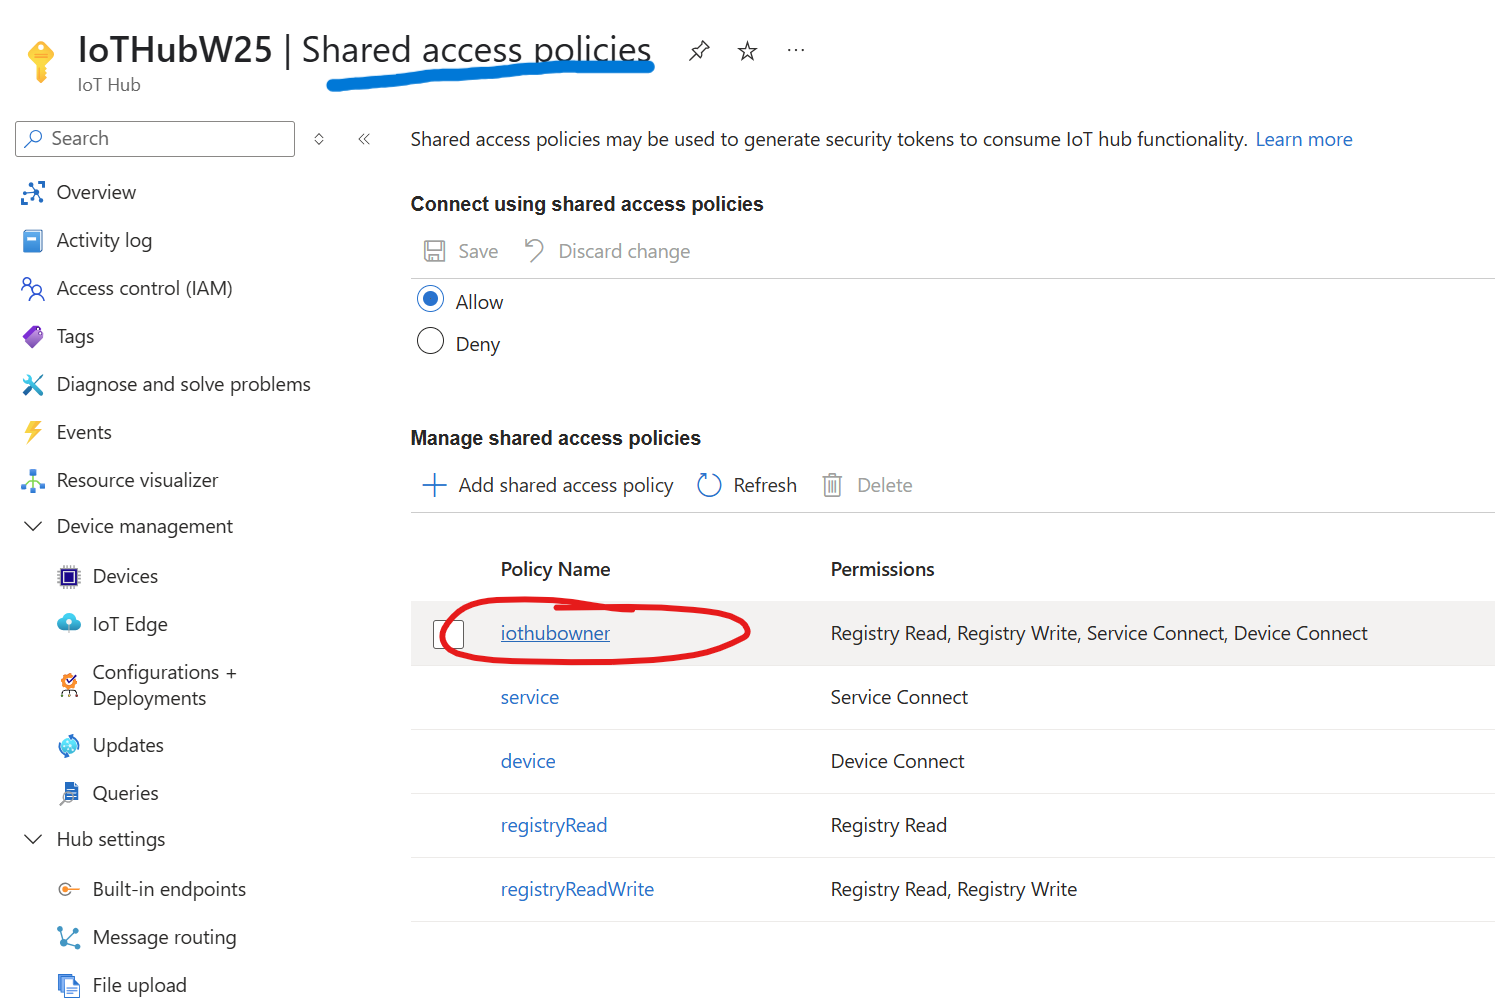 IoTHubW25 | Shared access policies
IoT Hub
Search
Overview
Activity log
Access control (IAM)
Tags
Diagnose and solve problems
Events
Resource visualizer
Device management
Devices
IoT Edge
Configurations +
Deployments
Updates
Queries
Hub settings
Built-in endpoints
Message routing
File upload
Shared access policies may be used to generate security tokens to consume IoT hub functionality. Learn more
Connect using shared access policies
Save Discard change
Allow
Deny
Manage shared access policies
Add shared access policy Refresh Delete
Policy Name Permissions
iothubowner Registry Read, Registry Write, Service Connect, Device Connect
service Service Connect
device Device Connect
registryRead Registry Read
registryReadWrite Registry Read, Registry Write